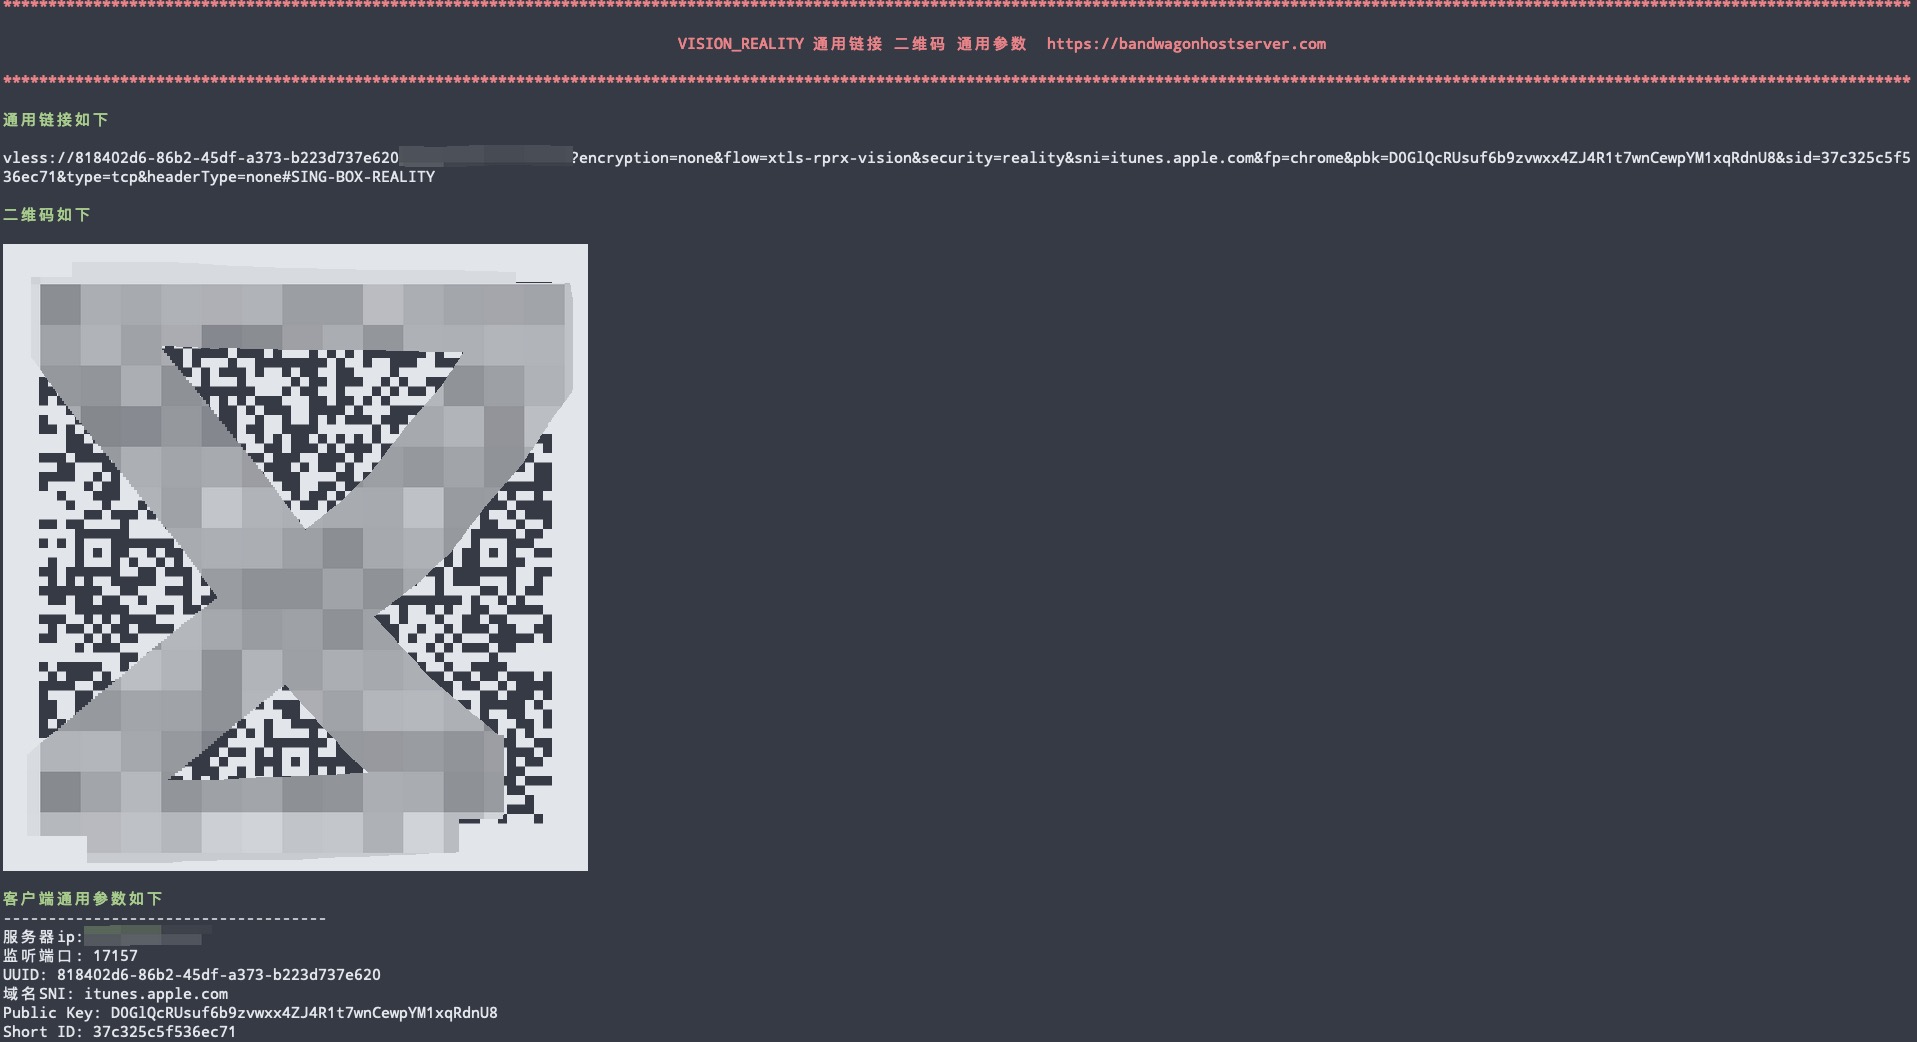 ********************************************************************************************************************************************************************************************************************
VISION_REALITY 通用链接 二维码 通用参数  https://bandwagonhostserver.com
********************************************************************************************************************************************************************************************************************
通用链接如下
vless://818402d6-86b2-45df-a373-b223d737e620 ?encryption=none&flow=xtls-rprx-vision&security=reality&sni=itunes.apple.com&fp=chrome&pbk=DOGlQcRUsuf6b9zvwxx4ZJ4R1t7wnCewpYM1xqRdnU8&sid=37c325c5f5
36ec71&type=tcp&headerType=none#SING-BOX-REALITY
二维码如下
客户端通用参数如下
------------------------------------
服务器ip:
监听端口: 17157
UUID: 818402d6-86b2-45df-a373-b223d737e620
域名SNI: itunes.apple.com
Public Key: DOGlQcRUsuf6b9zvwxx4ZJ4R1t7wnCewpYM1xqRdnU8
Short ID: 37c325c5f536ec71